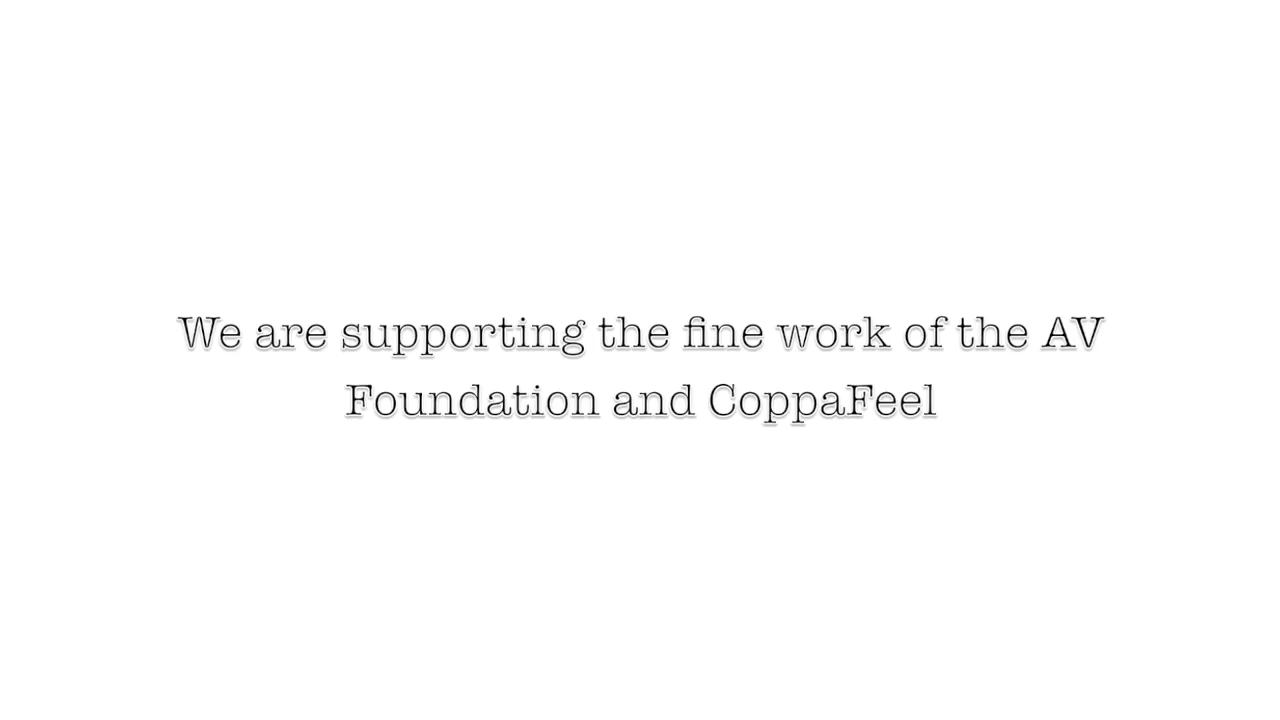 We are supporting the fine work of the AV
Foundation and CoppaFeel